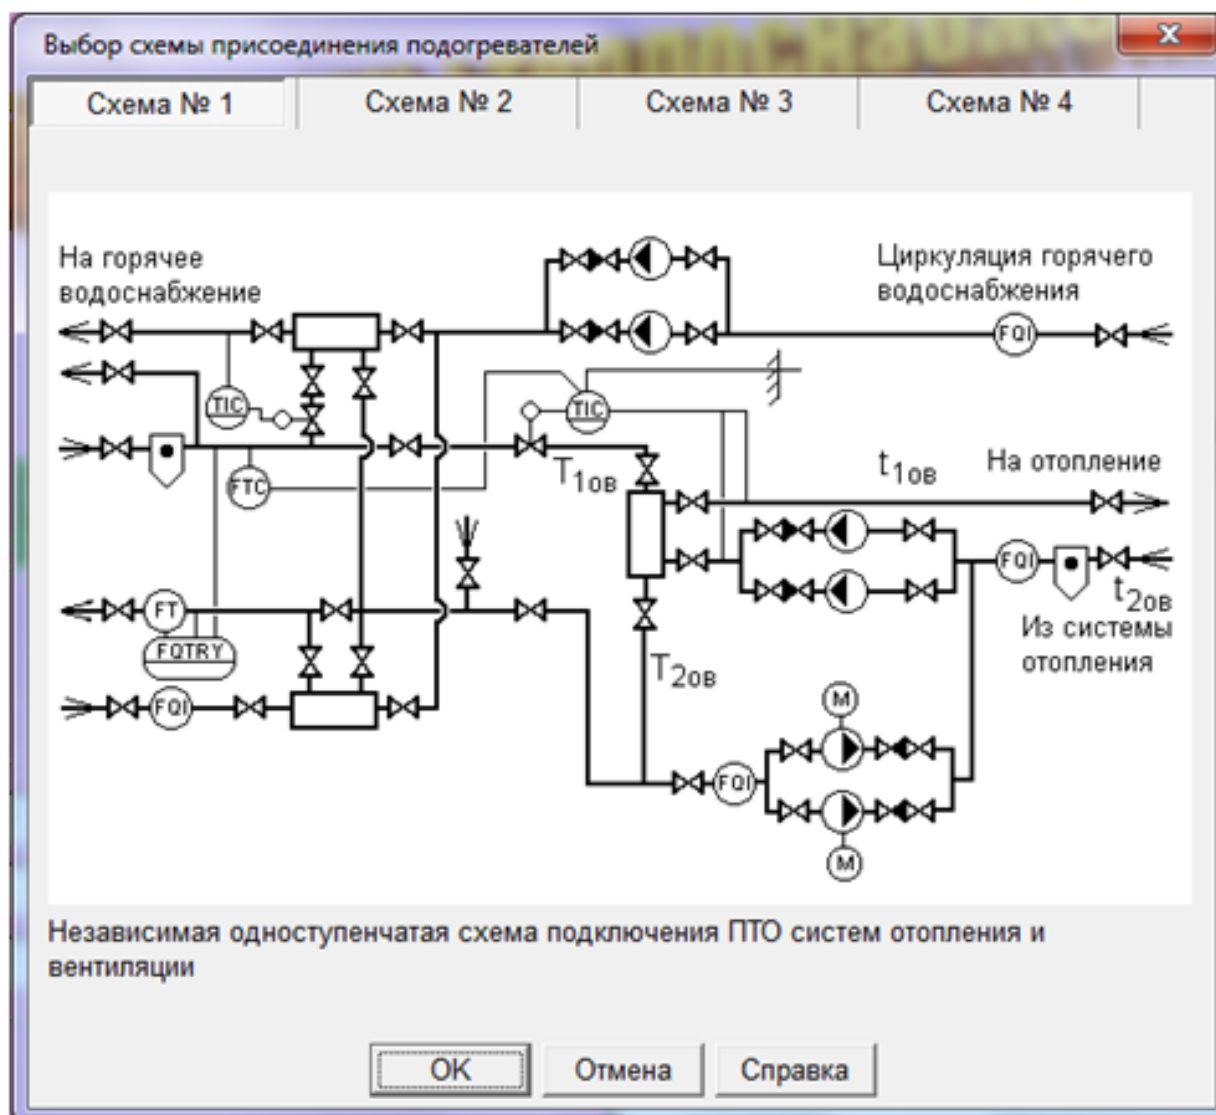 Выбор схемы присоединения подогревателей
Схема № 1
Схема № 2
Схема № 3
Схема № 4
На горячее
водоснабжение
Циркуляция горячего
водоснабжения
FQI
TIC
TIC
FTC
T1ов
t1ов
На отопление
FQI
t2ов
Из системы
отопления
FT
FQTRY
T2ов
FQI
M
FQI
M
Независимая одноступенчатая схема подключения ПТО систем отопления и
вентиляции
OK
Отмена
Справка